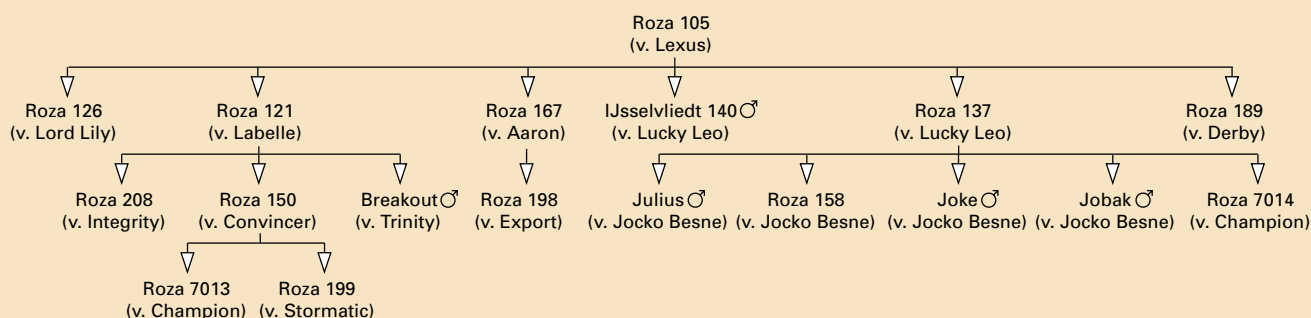 Roza 105
(v. Lexus)
Roza 126
(v. Lord Lily)
Roza 121
(v. Labelle)
Roza 167
(v. Aaron)
IJsselvliedt 140♂
(v. Lucky Leo)
Roza 137
(v. Lucky Leo)
Roza 189
(v. Derby)
Roza 208
(v. Integrity)
Roza 150
(v. Convincer)
Breakout♂
(v. Trinity)
Roza 198
(v. Export)
Julius♂
(v. Jocko Besne)
Roza 158
(v. Jocko Besne)
Joke♂
(v. Jocko Besne)
Jobak♂
(v. Jocko Besne)
Roza 7014
(v. Champion)
Roza 7013
(v. Champion)
Roza 199
(v. Stormatic)